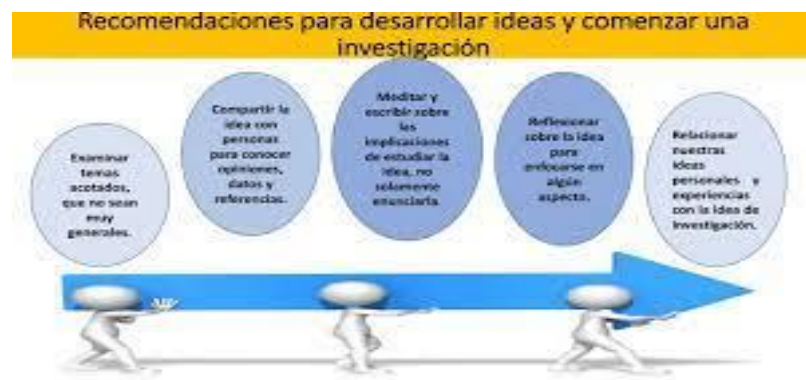 Recomendaciones para desarrollar ideas y comenzar una
investigación
Examinar
temas
acotados,
que no sean
muy
generales.
Compartir la
idea con
personas
para conocer
opiniones,
datos y
referencias.
Meditar y
escribir sobre
las
implicaciones
de estudiar la
idea, no
solamente
enunciarla.
Reflexionar
sobre la idea
para
enfocarse en
algún
aspecto.
Relacionar
nuestras
ideas
personales y
experiencias
con la idea de
investigación.